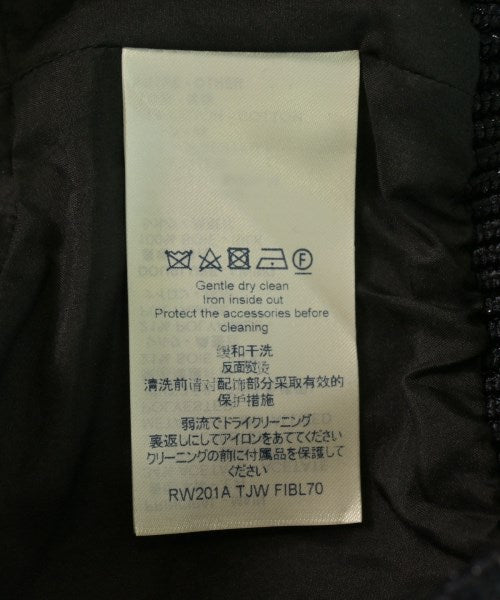 Gentle dry clean
Iron inside out
Protect the accessories before
cleaning
缓和干洗
反面熨烫
清洗前请对配饰部分采取有效的
保护措施
弱流でドライクリーニング
裏返しにしてアイロンをあててください
クリーニングの前に付属品を保護して
ください
RW201A TJW FIBL70